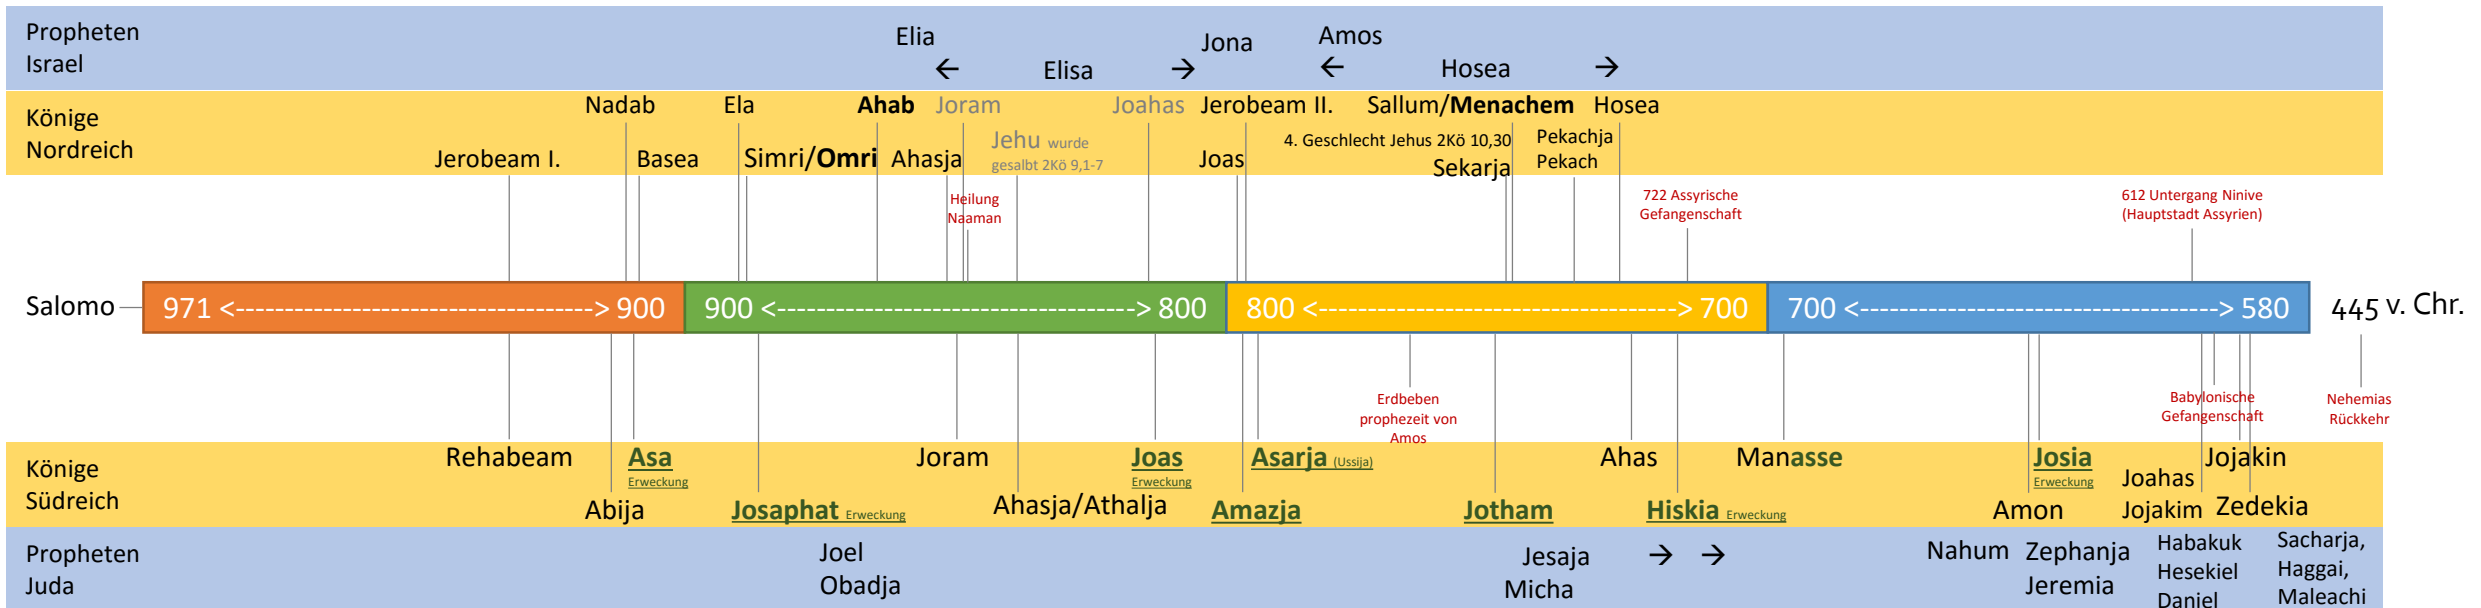 Propheten
Israel
Elia
Elisa
Jona
Amos
Hosea
← → ← →
Könige
Nordreich
Nadab
Ela
Ahab
Joram
Joahas
Jerobeam II.
Sallum/Menachem
Hosea
Jerobeam I.
Basea
Simri/Omri
Ahasja
Jehu wurde
gesalbt 2Kö 9,1-7
Joas
4. Geschlecht Jehus 2Kö 10,30
Sekarja
Pekachja
Pekach
Heilung
Naaman
722 Assyrische
Gefangenschaft
612 Untergang Ninive
(Hauptstadt Assyrien)
Salomo
971 <------------------------------------> 900
900 <------------------------------------> 800
800 <------------------------------------> 700
700 <------------------------------------> 580
445 v. Chr.
Erdbeben
prophezeit von
Amos
Babylonische
Gefangenschaft
Nehemias
Rückkehr
Könige
Südreich
Rehabeam
Asa
Erweckung
Joram
Joas
Erweckung
Asarja (Ussija)
Ahas
Manasse
Josia
Erweckung
Joahas
Jojakim
Jojakin
Abija
Josaphat Erweckung
Ahasja/Athalja
Amazja
Jotham
Hiskia Erweckung
Amon
Zedekia
Propheten
Juda
Joel
Obadja
Jesaja → →
Micha
Nahum
Zephanja
Jeremia
Habakuk
Hesekiel
Daniel
Sacharja,
Haggai,
Maleachi